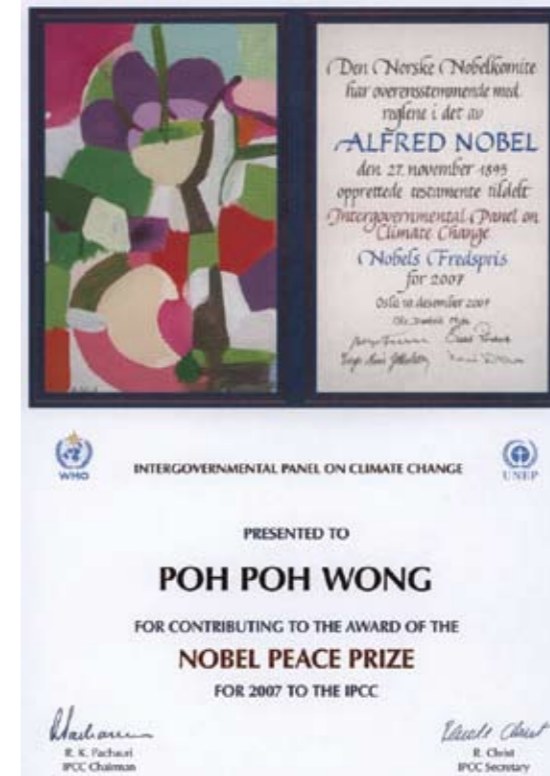 Den Norske Nobelkomite
har overensstemmende med
reglene i det av
ALFRED NOBEL
den 27. november 1895
opprettede testamente tildelt
Intergovernmental Panel on
Climate Change
Nobels Fredspris
for 2007
Oslo 10 desember 2007
WMO
INTERGOVERNMENTAL PANEL ON CLIMATE CHANGE
UNEP
PRESENTED TO
POH POH WONG
FOR CONTRIBUTING TO THE AWARD OF THE
NOBEL PEACE PRIZE
FOR 2007 TO THE IPCC
R. K. Pachauri
IPCC Chairman
R. Christ
IPCC Secretary